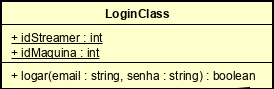 LoginClass
+ idStreamer : int
+ idMaquina : int
+ logar(email : string, senha : string) : boolean